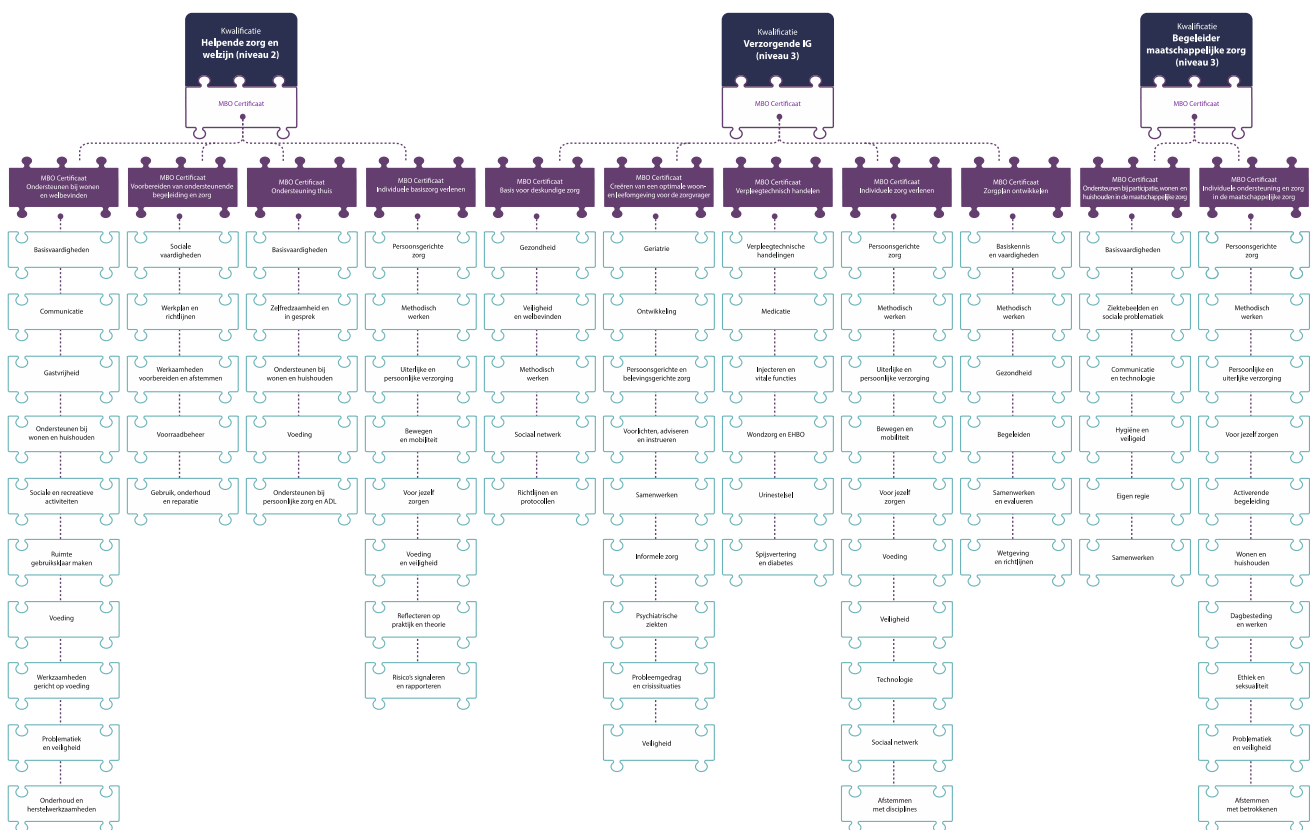 Kwalificatie
Helpende zorg en
welzijn (niveau 2)
MBO Certificaat
Kwalificatie
Verzorgende IG
(niveau 3)
MBO Certificaat
Kwalificatie
Begeleider
maatschappelijke zorg
(niveau 3)
MBO Certificaat
MBO Certificaat
Ondersteunen bij wonen
en welbevinden
Basisvaardigheden
Communicatie
Gastvrijheid
Ondersteunen bij
wonen en huishouden
Sociale en recreatieve
activiteiten
Ruimte
gebruiksklaar maken
Voeding
Werkzaamheden
gericht op voeding
Problematiek
en veiligheid
Onderhoud en
herstelwerkzaamheden
MBO Certificaat
Voorbereiden van ondersteunende
begeleiding en zorg
Sociale
vaardigheden
Werkplan en
richtlijnen
Werkaamheden
voorbereiden en afstemmen
Voorraadbeheer
Gebruik, onderhoud
en reparatie
MBO Certificaat
Ondersteuning thuis
Basisvaardigheden
Zelfredzaamheid en
in gesprek
Ondersteunen bij
wonen en huishouden
Voeding
Ondersteunen bij
persoonlijke zorg en ADL
MBO Certificaat
Individuele basiszorg verlenen
Persoonsgerichte
zorg
Methodisch
werken
Uiterlijke en
persoonlijke verzorging
Bewegen
en mobiliteit
Voor jezelf
zorgen
Voeding
en veiligheid
Reflecteren op
praktijk en theorie
Risico's signaleren
en rapporteren
MBO Certificaat
Basis voor deskundige zorg
Gezondheid
Veiligheid
en welbevinden
Methodisch
werken
Sociaal netwerk
Richtlijnen en
protocollen
MBO Certificaat
Creëren van een optimale woon-
en leefomgeving voor de zorgvrager
Geriatrie
Ontwikkeling
Persoonsgerichte en
belevingsgerichte zorg
Voorlichten, adviseren
en instrueren
Samenwerken
Informele zorg
Psychiatrische
ziekten
Probleemgedrag
en crisissituaties
Veiligheid
MBO Certificaat
Verpleegtechnisch handelen
Verpleegtechnische
handelingen
Medicatie
Injecteren en
vitale functies
Wondzorg en EHBO
Urinestelsel
Spijsvertering
en diabetes
MBO Certificaat
Individuele zorg verlenen
Persoonsgerichte
zorg
Methodisch
werken
Uiterlijke en
persoonlijke verzorging
Bewegen en
mobiliteit
Voor jezelf
zorgen
Voeding
Veiligheid
Technologie
Sociaal netwerk
Afstemmen
met disciplines
MBO Certificaat
Zorgplan ontwikkelen
Basiskennis
en vaardigheden
Methodisch
werken
Gezondheid
Begeleiden
Samenwerken
en evalueren
Wetgeving
en richtlijnen
MBO Certificaat
Ondersteunen bij participatie, wonen en
huishouden in de maatschappelijke zorg
Basisvaardigheden
Ziektebeelden en
sociale problematiek
Communicatie
en technologie
Hygiëne en
veiligeid
Eigen regie
Samenwerken
MBO Certificaat
Individuele ondersteuning en zorg
in de maatschappelijke zorg
Persoonsgerichte
zorg
Methodisch
werken
Persoonlijke en
uiterlijke verzorging
Voor jezelf zorgen
Activerende
begeleiding
Wonen en
huishouden
Dagbesteding
en werken
Ethiek en
seksualiteit
Problematiek
en veiligheid
Afstemmen
met betrokkenen